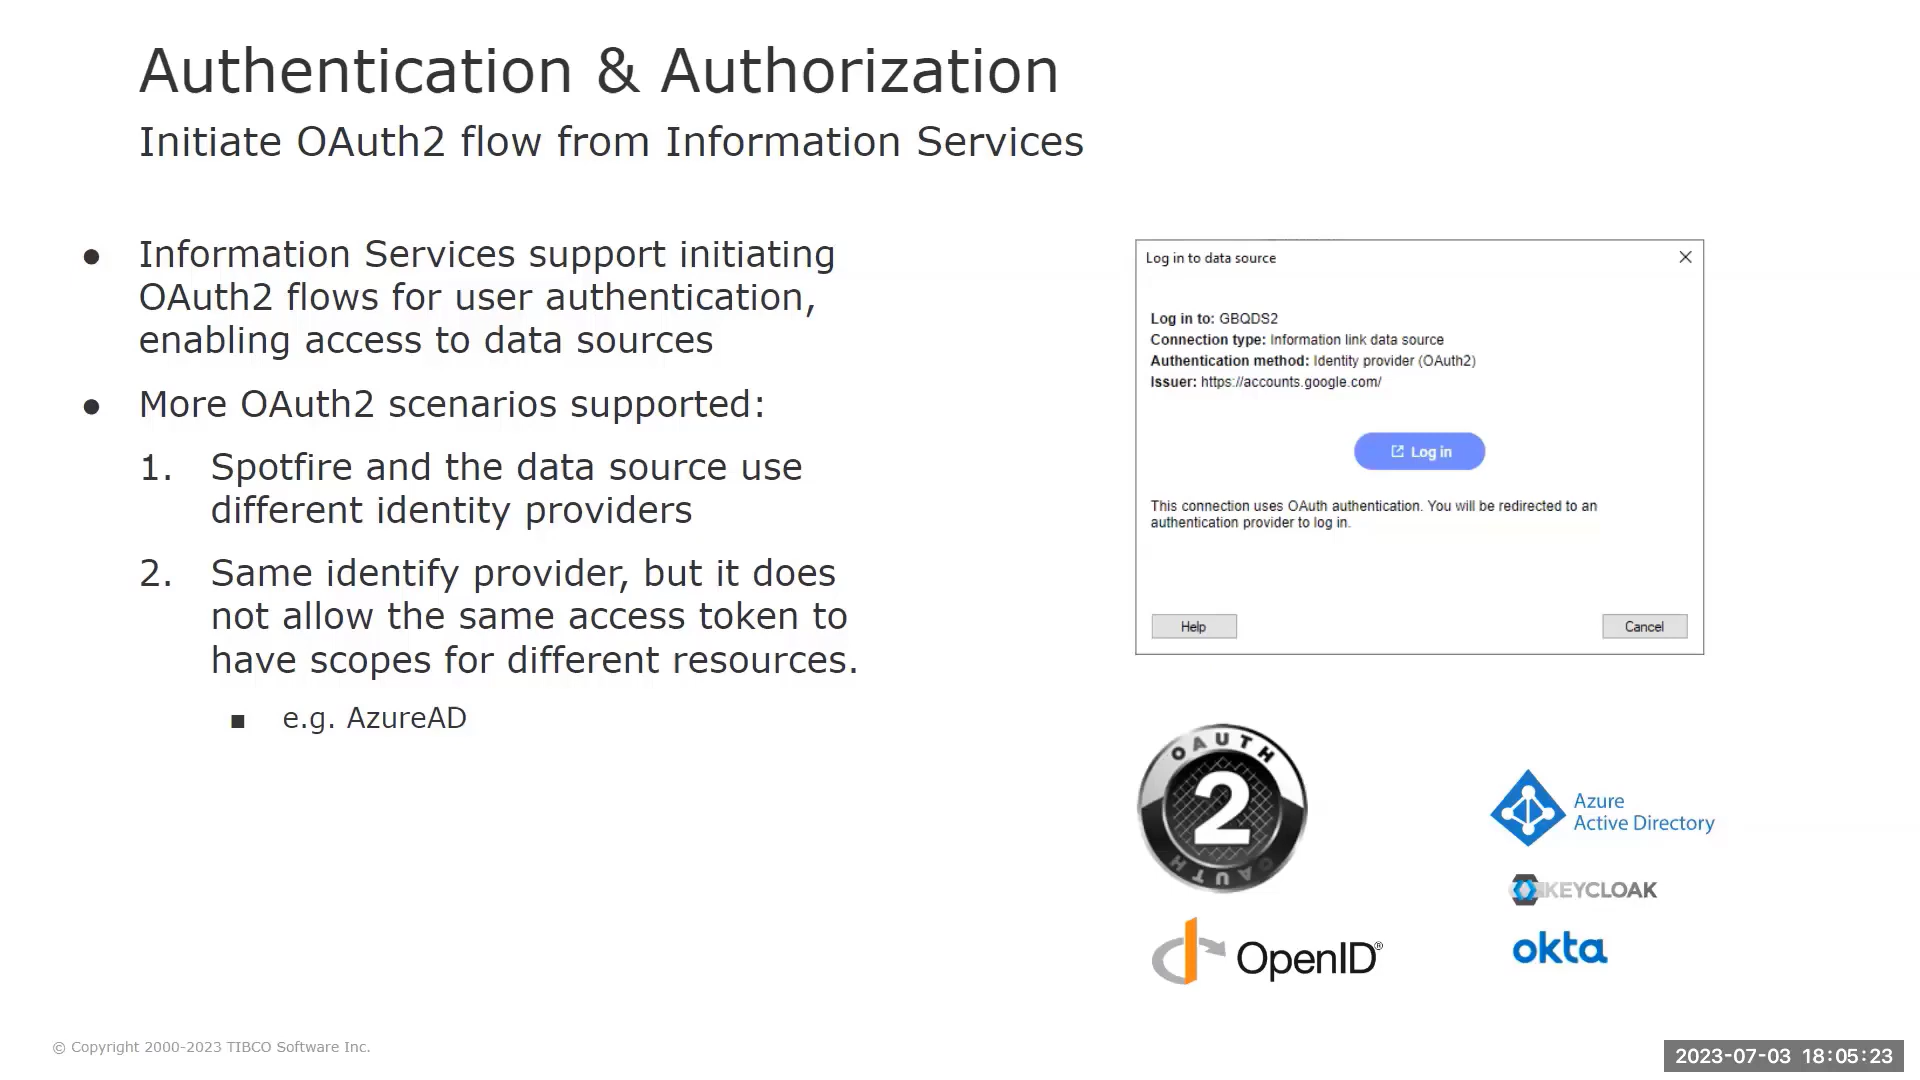 Authentication & Authorization
Initiate OAuth2 flow from Information Services
● Information Services support initiating
OAuth2 flows for user authentication,
enabling access to data sources
● More OAuth2 scenarios supported:
1. Spotfire and the data source use
different identity providers
2. Same identify provider, but it does
not allow the same access token to
have scopes for different resources.
■ e.g. AzureAD
Log in to data source
Log in to: GBQDS2
Connection type: Information link data source
Authentication method: Identity provider (OAuth2)
Issuer: https://accounts.google.com/
Log in
This connection uses OAuth authentication. You will be redirected to an
authentication provider to log in.
Help
Cancel
OAUTH
2
OAUTH
OpenID®
Azure
Active Directory
KEYCLOAK
okta
© Copyright 2000-2023 TIBCO Software Inc.
2023-07-03 18:05:23